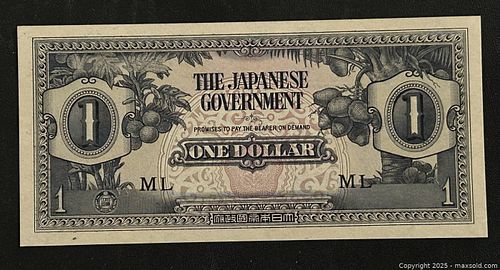 THE JAPANESE
GOVERNMENT
PROMISES TO PAY THE BEARER ON DEMAND
1
1
ONE DOLLAR
ML
ML
1
1
Copyright © 2025 - maxsold.com